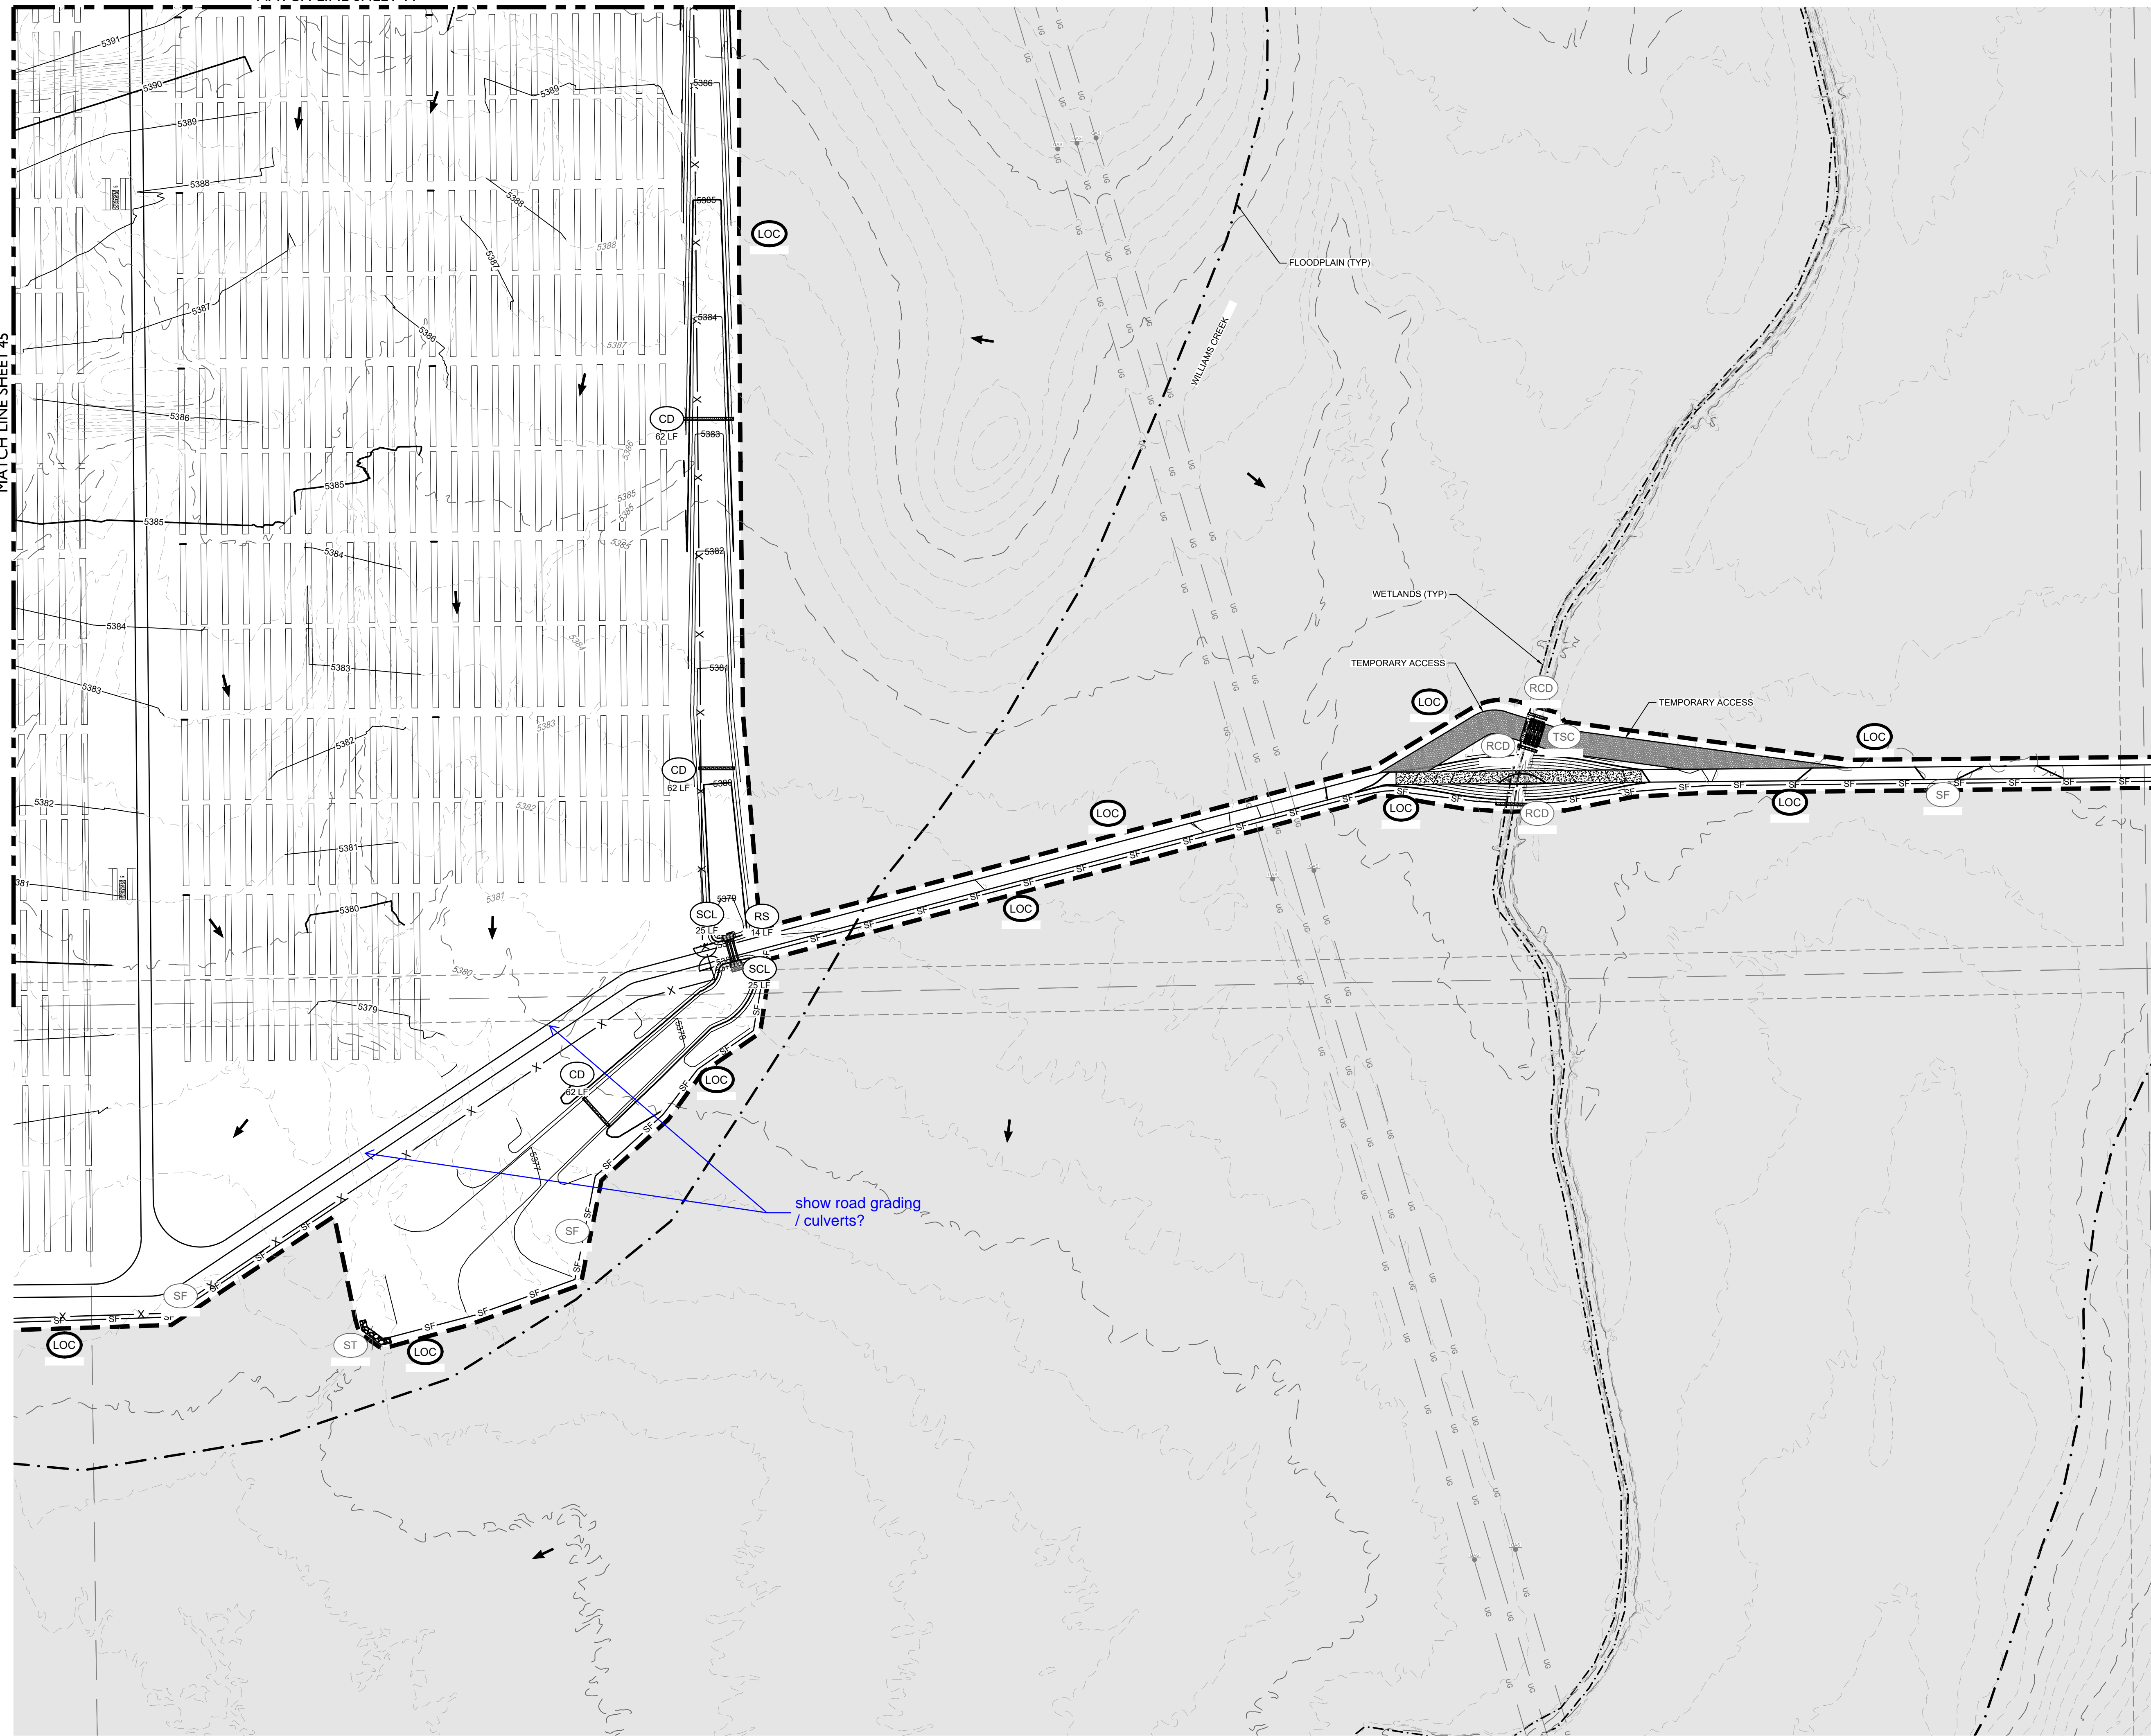 5391
5390
5389
5389
5386
5388
5388
5385
LOC
5388
5387
FLOODPLAIN (TYP)
5387
5384
5386
5387
WILLIAMS CREEK
MATCH LINE SHEET 45
5386
CD
62 LF
5383
5386
5385
5385
5385
5385
5385
5384
5382
WETLANDS (TYP)
5384
5384
5383
5381
TEMPORARY ACCESS
5383
RCD
LOC
TEMPORARY ACCESS
5383
TSC
LOC
5382
RCD
CD
62 LF
5380
5382
5382
LOC
LOC
SF
LOC
RCD
5381
5381
5381
5380
5379
SCL
25 LF
RS
14 LF
LOC
5380
SCL
25 LF
5379
5378
CD
62 LF
LOC
5377
show road grading
/ culverts?
SF
SF
LOC
ST
LOC
UG
SF
X